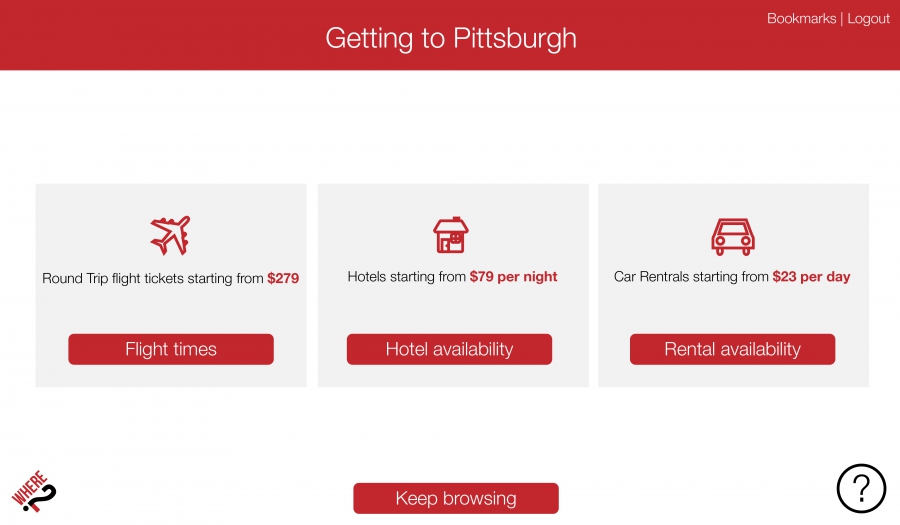 Bookmarks | Logout
Getting to Pittsburgh
Round Trip flight tickets starting from $279
Hotels starting from $79 per night
Car Rentrals starting from $23 per day
Flight times
Hotel availability
Rental availability
WHERE
?
Keep browsing
?